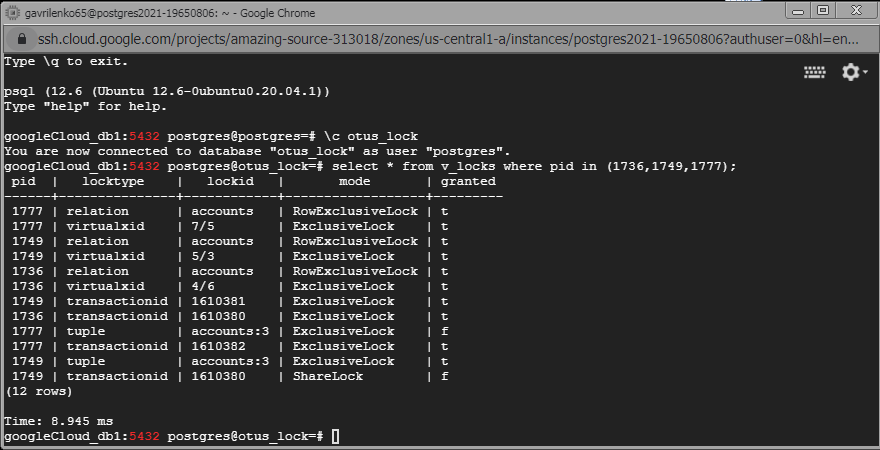 gavrilenko65@postgres2021-19650806: ~ - Google Chrome
ssh.cloud.google.com/projects/amazing-source-313018/zones/us-central1-a/instances/postgres2021-19650806?authuser=0&hl=en...
Type \q to exit.
psql (12.6 (Ubuntu 12.6-0ubuntu0.20.04.1))
Type "help" for help.
googleCloud_db1:5432 postgres@postgres=# \c otus_lock
You are now connected to database "otus_lock" as user "postgres".
googleCloud_db1:5432 postgres@otus_lock=# select * from v_locks where pid in (1736,1749,1777);
 pid  |   locktype    |   lockid   |       mode       | granted
------+---------------+------------+------------------+---------
 1777 | relation      | accounts   | RowExclusiveLock | t
 1777 | virtualxid    | 7/5        | ExclusiveLock    | t
 1749 | relation      | accounts   | RowExclusiveLock | t
 1749 | virtualxid    | 5/3        | ExclusiveLock    | t
 1736 | relation      | accounts   | RowExclusiveLock | t
 1736 | virtualxid    | 4/6        | ExclusiveLock    | t
 1749 | transactionid | 1610381    | ExclusiveLock    | t
 1736 | transactionid | 1610380    | ExclusiveLock    | t
 1777 | tuple         | accounts:3 | ExclusiveLock    | f
 1777 | transactionid | 1610382    | ExclusiveLock    | t
 1749 | tuple         | accounts:3 | ExclusiveLock    | t
 1749 | transactionid | 1610380    | ShareLock        | f
(12 rows)
Time: 8.945 ms
googleCloud_db1:5432 postgres@otus_lock=#